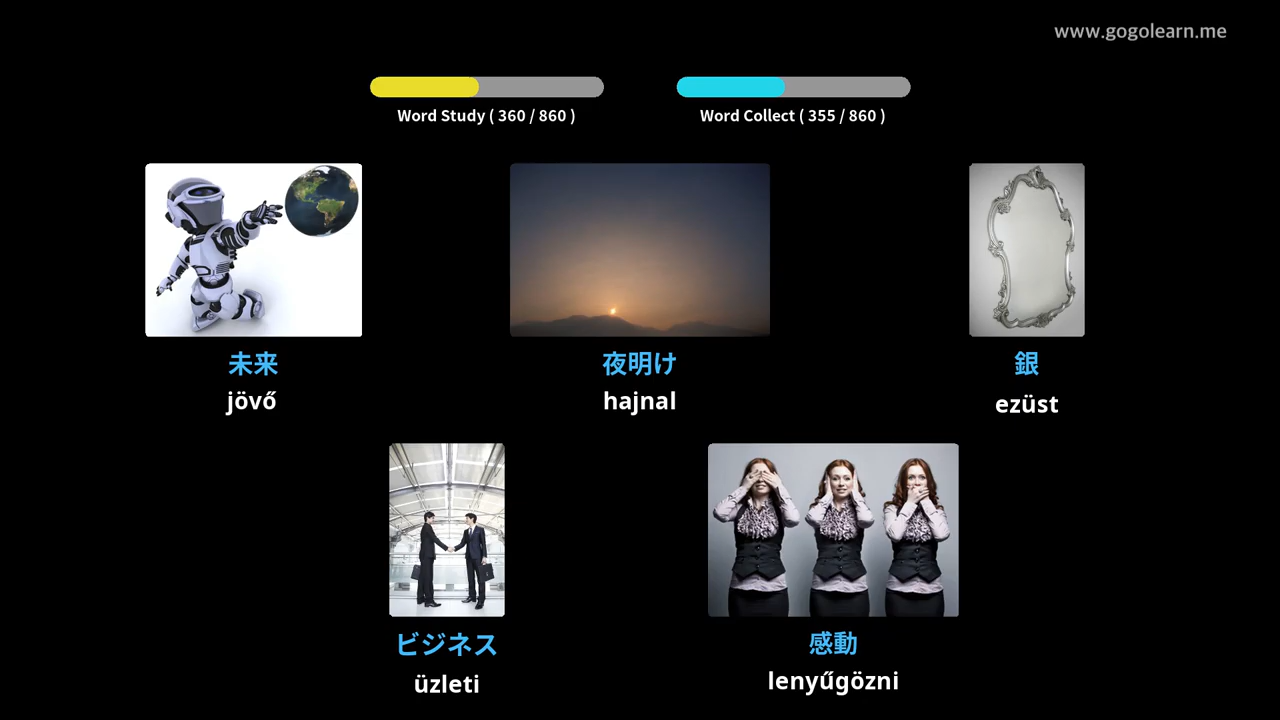 www.gogolearn.me
Word Study ( 360 / 860 )
Word Collect ( 355 / 860 )
未来
jövő
夜明け
hajnal
銀
ezüst
ビジネス
üzleti
感動
lenyűgözni